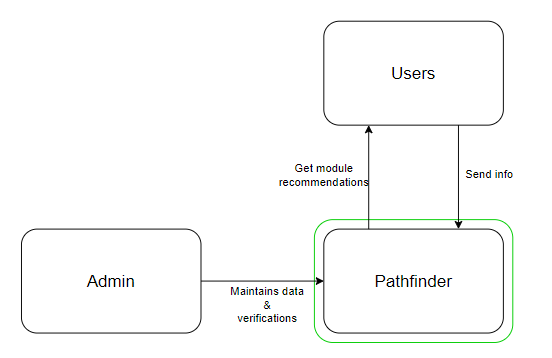 Users
Get module
recommendations
Send info
Admin
Maintains data
&
verifications
Pathfinder